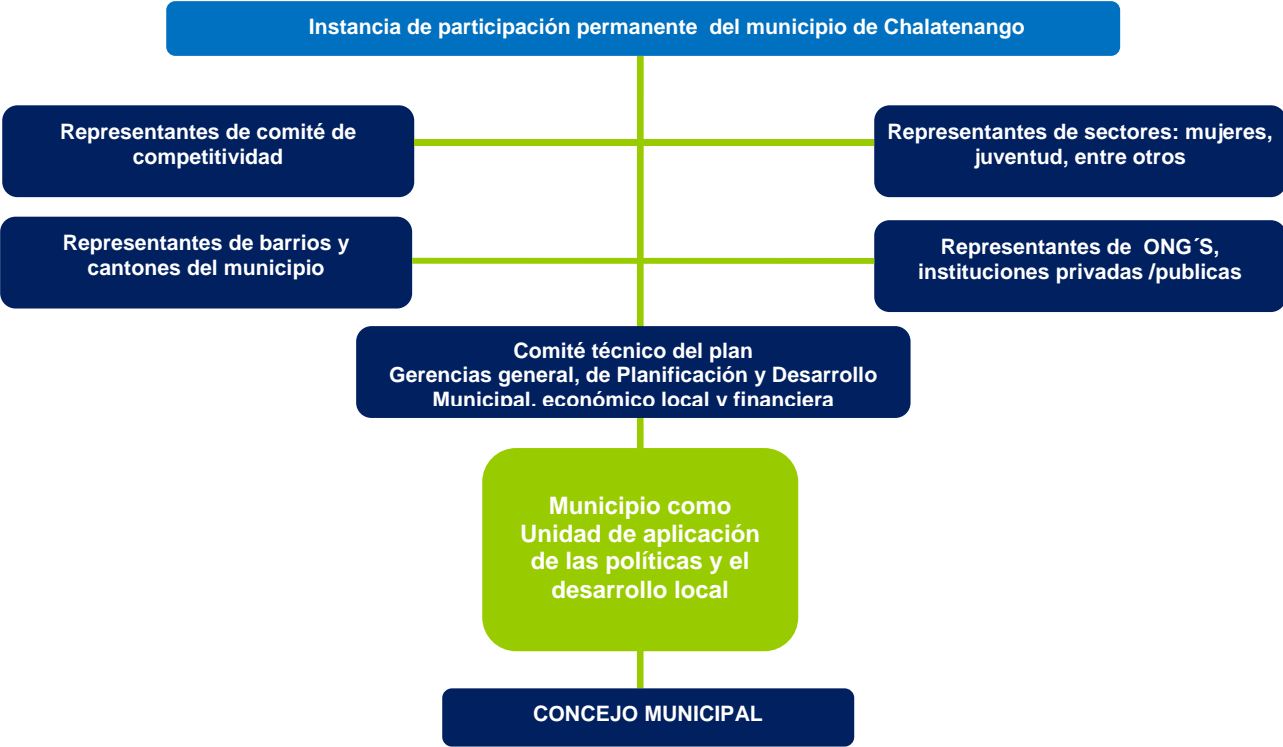 Instancia de participación permanente del municipio de Chalatenango
Representantes de comité de
competitividad
Representantes de sectores: mujeres,
juventud, entre otros
Representantes de barrios y
cantones del municipio
Representantes de ONG´S,
instituciones privadas /publicas
Comité técnico del plan
Gerencias general, de Planificación y Desarrollo
Municipal, económico local y financiera
Municipio como
Unidad de aplicación
de las políticas y el
desarrollo local
CONCEJO MUNICIPAL